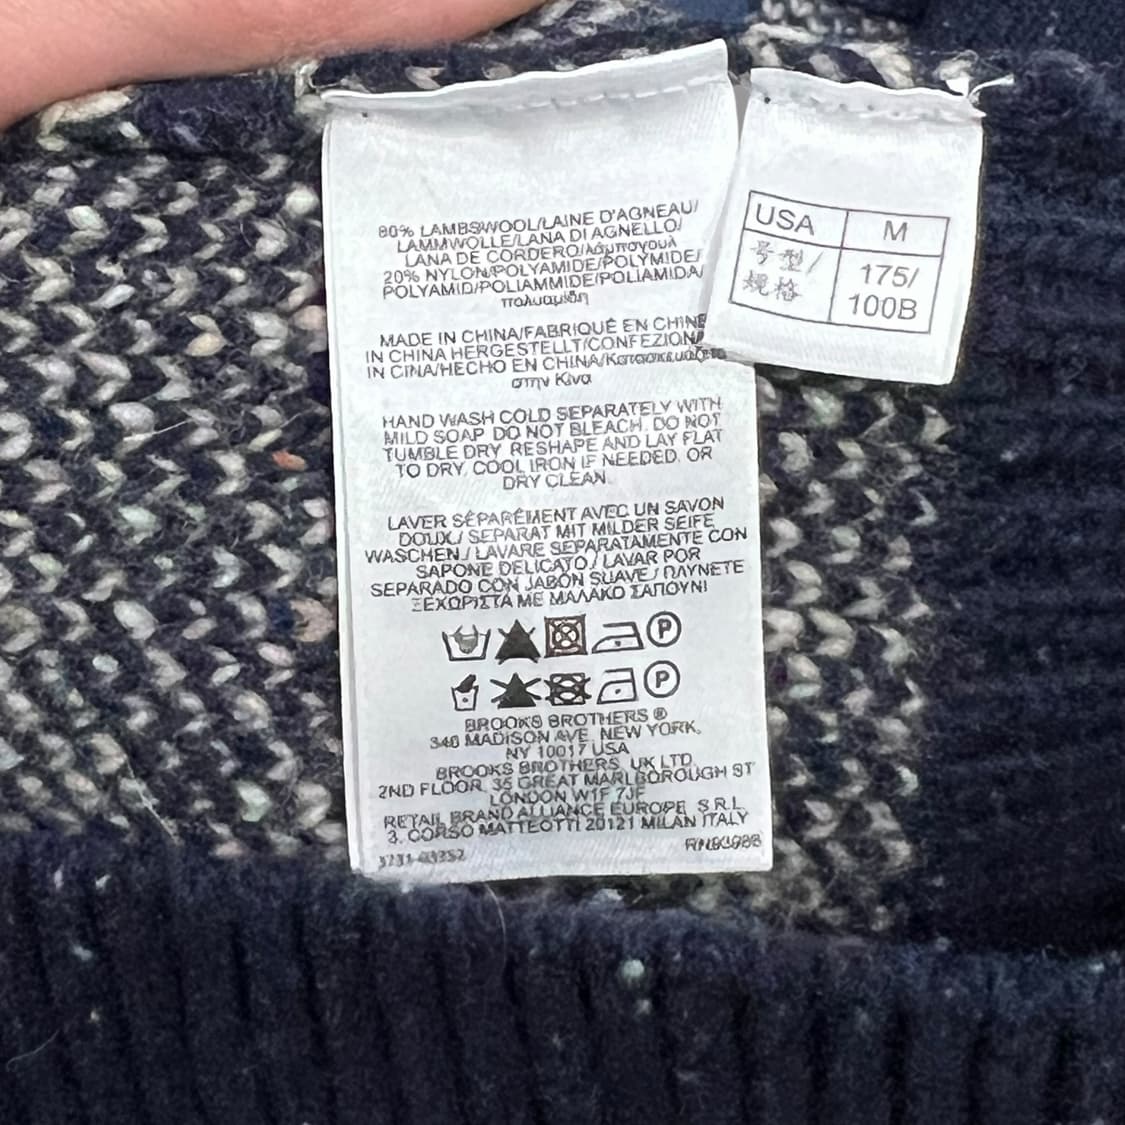 80% LAMBSWOOL/LAINE D'AGNEAU/
LAMMWOLLE/LANA DI AGNELLO/
LANA DE CORDERO/λάμπογουλ
20% NYLON/POLYAMIDE/POLYMIDE/
POLYAMID/POLIAMMIDE/POLIAMIDA/
πολυαμίδη
MADE IN CHINA/FABRIQUÉ EN CHINE
IN CHINA HERGESTELLT/CONFEZION
IN CINA/HECHO EN CHINA/
στην Κίνα
HAND WASH COLD SEPARATELY WITH
MILD SOAP DO NOT BLEACH. DO NOT
TUMBLE DRY RESHAPE AND LAY FLAT
TO DRY. COOL IRON IF NEEDED. OR
DRY CLEAN.
LAVER SÉPARÉMENT AVEC UN SAVON
DOUX / SEPARAT MIT MILDER SEIFE
WASCHEN / LAVARE SEPARATAMENTE CON
SAPONE DELICATO / LAVAR POR
SEPARADO CON JABÓN SUAVE / ΠΛΥΝΕΤΕ
ΞΕΧΩΡΙΣΤΑ ΜΕ ΜΑΛΑΚΟ ΣΑΠΟΥΝΙ
P
P
BROOKS BROTHERS ®
346 MADISON AVE. NEW YORK,
NY 10017 USA
BROOKS BROTHERS UK LTD
2ND FLOOR, 35 GREAT MARLBOROUGH ST
LONDON W1F 7JF
RETAIL BRAND ALLIANCE EUROPE S.R.L.
3, CORSO MATTEOTTI 20121 MILAN ITALY
USA M
号型/ 175/
规格 100B